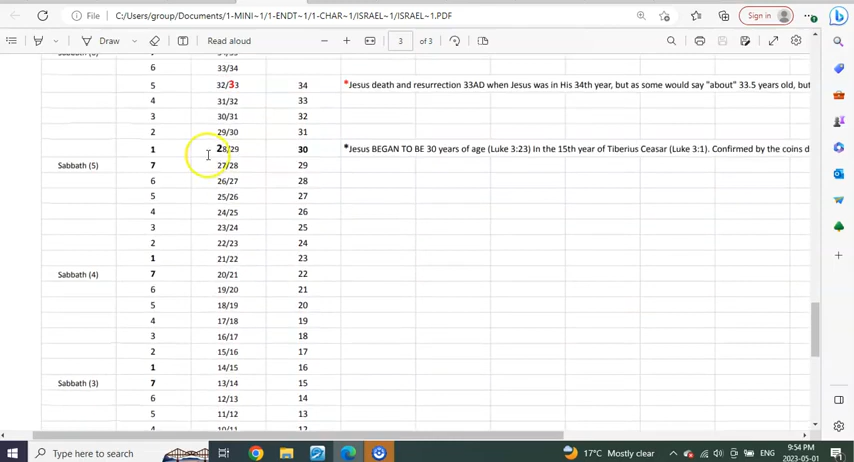 File
C:/Users/group/Documents/1-MINI~1/1-ENDT~1/1-CHAR~1/ISRAEL~1/ISRAEL~1.PDF
Sign in
Draw
Read aloud
3 of 3
6 33/34
5 32/33 34 *Jesus death and resurrection 33AD when Jesus was in His 34th year, but as some would say "about" 33.5 years old, but
4 31/32 33
3 30/31 32
2 29/30 31
1 28/29 30 *Jesus BEGAN TO BE 30 years of age (Luke 3:23) In the 15th year of Tiberius Ceasar (Luke 3:1). Confirmed by the coins d
Sabbath (5) 7 27/28 29
6 26/27 28
5 25/26 27
4 24/25 26
3 23/24 25
2 22/23 24
1 21/22 23
Sabbath (4) 7 20/21 22
6 19/20 21
5 18/19 20
4 17/18 19
3 16/17 18
2 15/16 17
1 14/15 16
Sabbath (3) 7 13/14 15
6 12/13 14
5 11/12 13
4 10/11 12
Type here to search
17°C Mostly clear
ENG
9:54 PM
2023-05-01